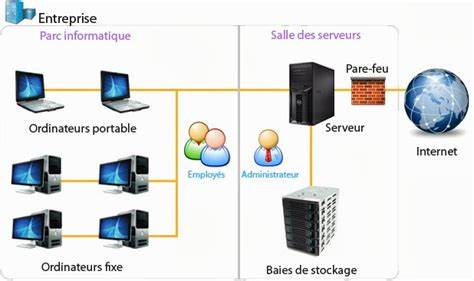 Entreprise
Parc informatique
Salle des serveurs
Pare-feu
Ordinateurs portable
Serveur
Internet
Employés
Administrateur
Ordinateurs fixe
Baies de stockage